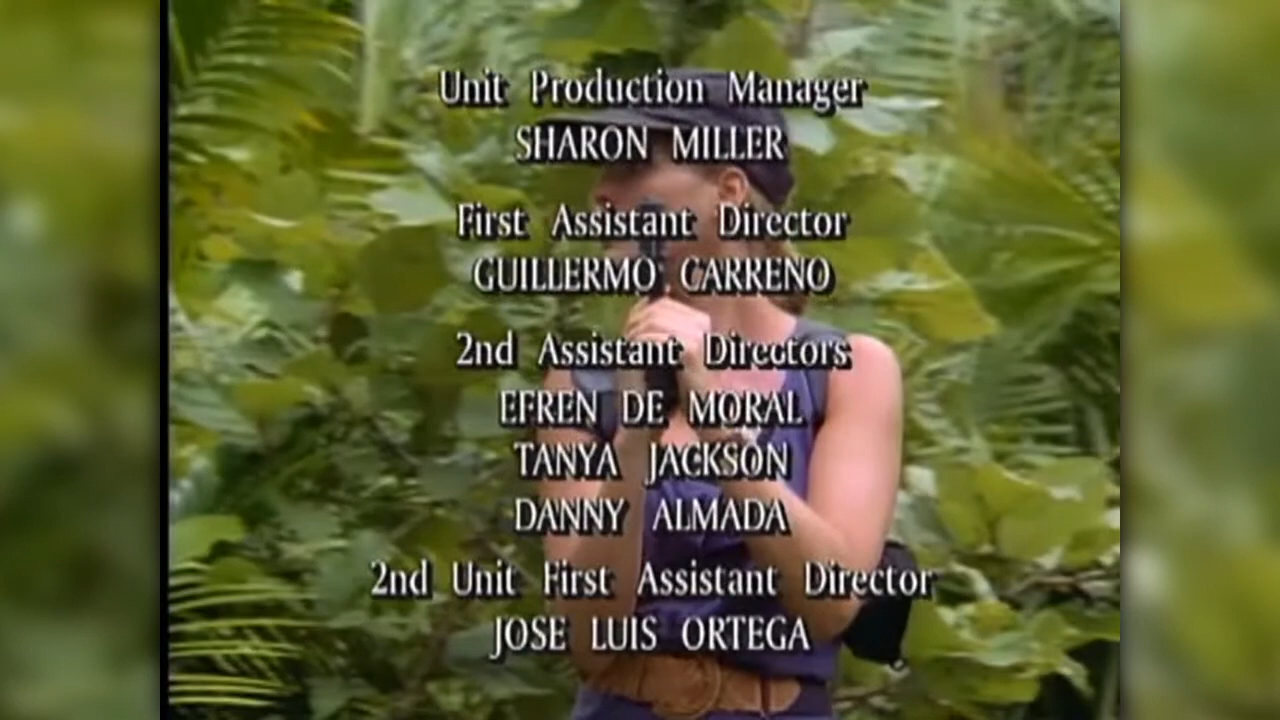 Unit Production Manager
SHARON MILLER
First Assistant Director
GUILLERMO CARRENO
2nd Assistant Directors
EFREN DE MORAL
TANYA JACKSON
DANNY ALMADA
2nd Unit First Assistant Director
JOSE LUIS ORTEGA